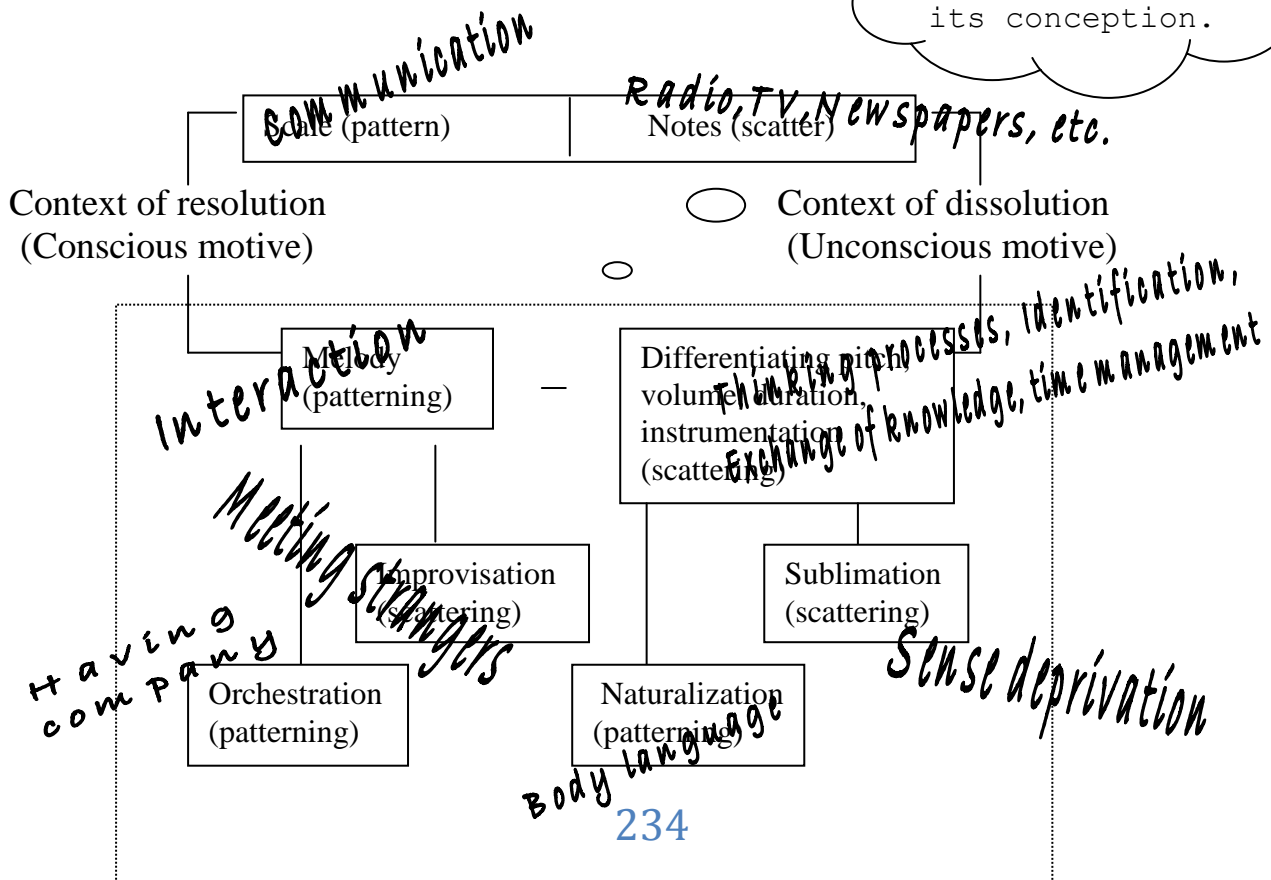 its conception.
Communication
Radio, TV, Newspapers, etc.
Scale (pattern)
Notes (scatter)
Context of resolution
(Conscious motive)
Context of dissolution
(Unconscious motive)
Interaction
Melody
(patterning)
–
Differentiating pitch,
volume, duration,
instrumentation
(scattering)
Thinking processes, Identification,
Exchange of knowledge, time management
Meeting strangers
Improvisation
(scattering)
Sublimation
(scattering)
Sense deprivation
Having
company
Orchestration
(patterning)
Naturalization
(patterning)
Body language
234